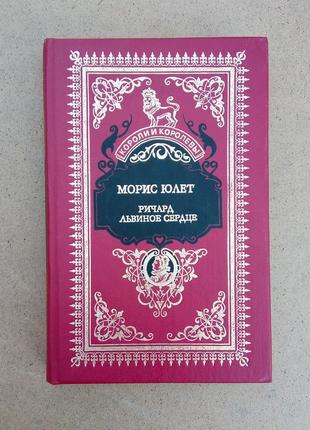 КОРОЛИ И КОРОЛЕВЫ
МОРИС ЮЛЕТ
РИЧАРД
ЛЬВИНОЕ СЕРДЦЕ